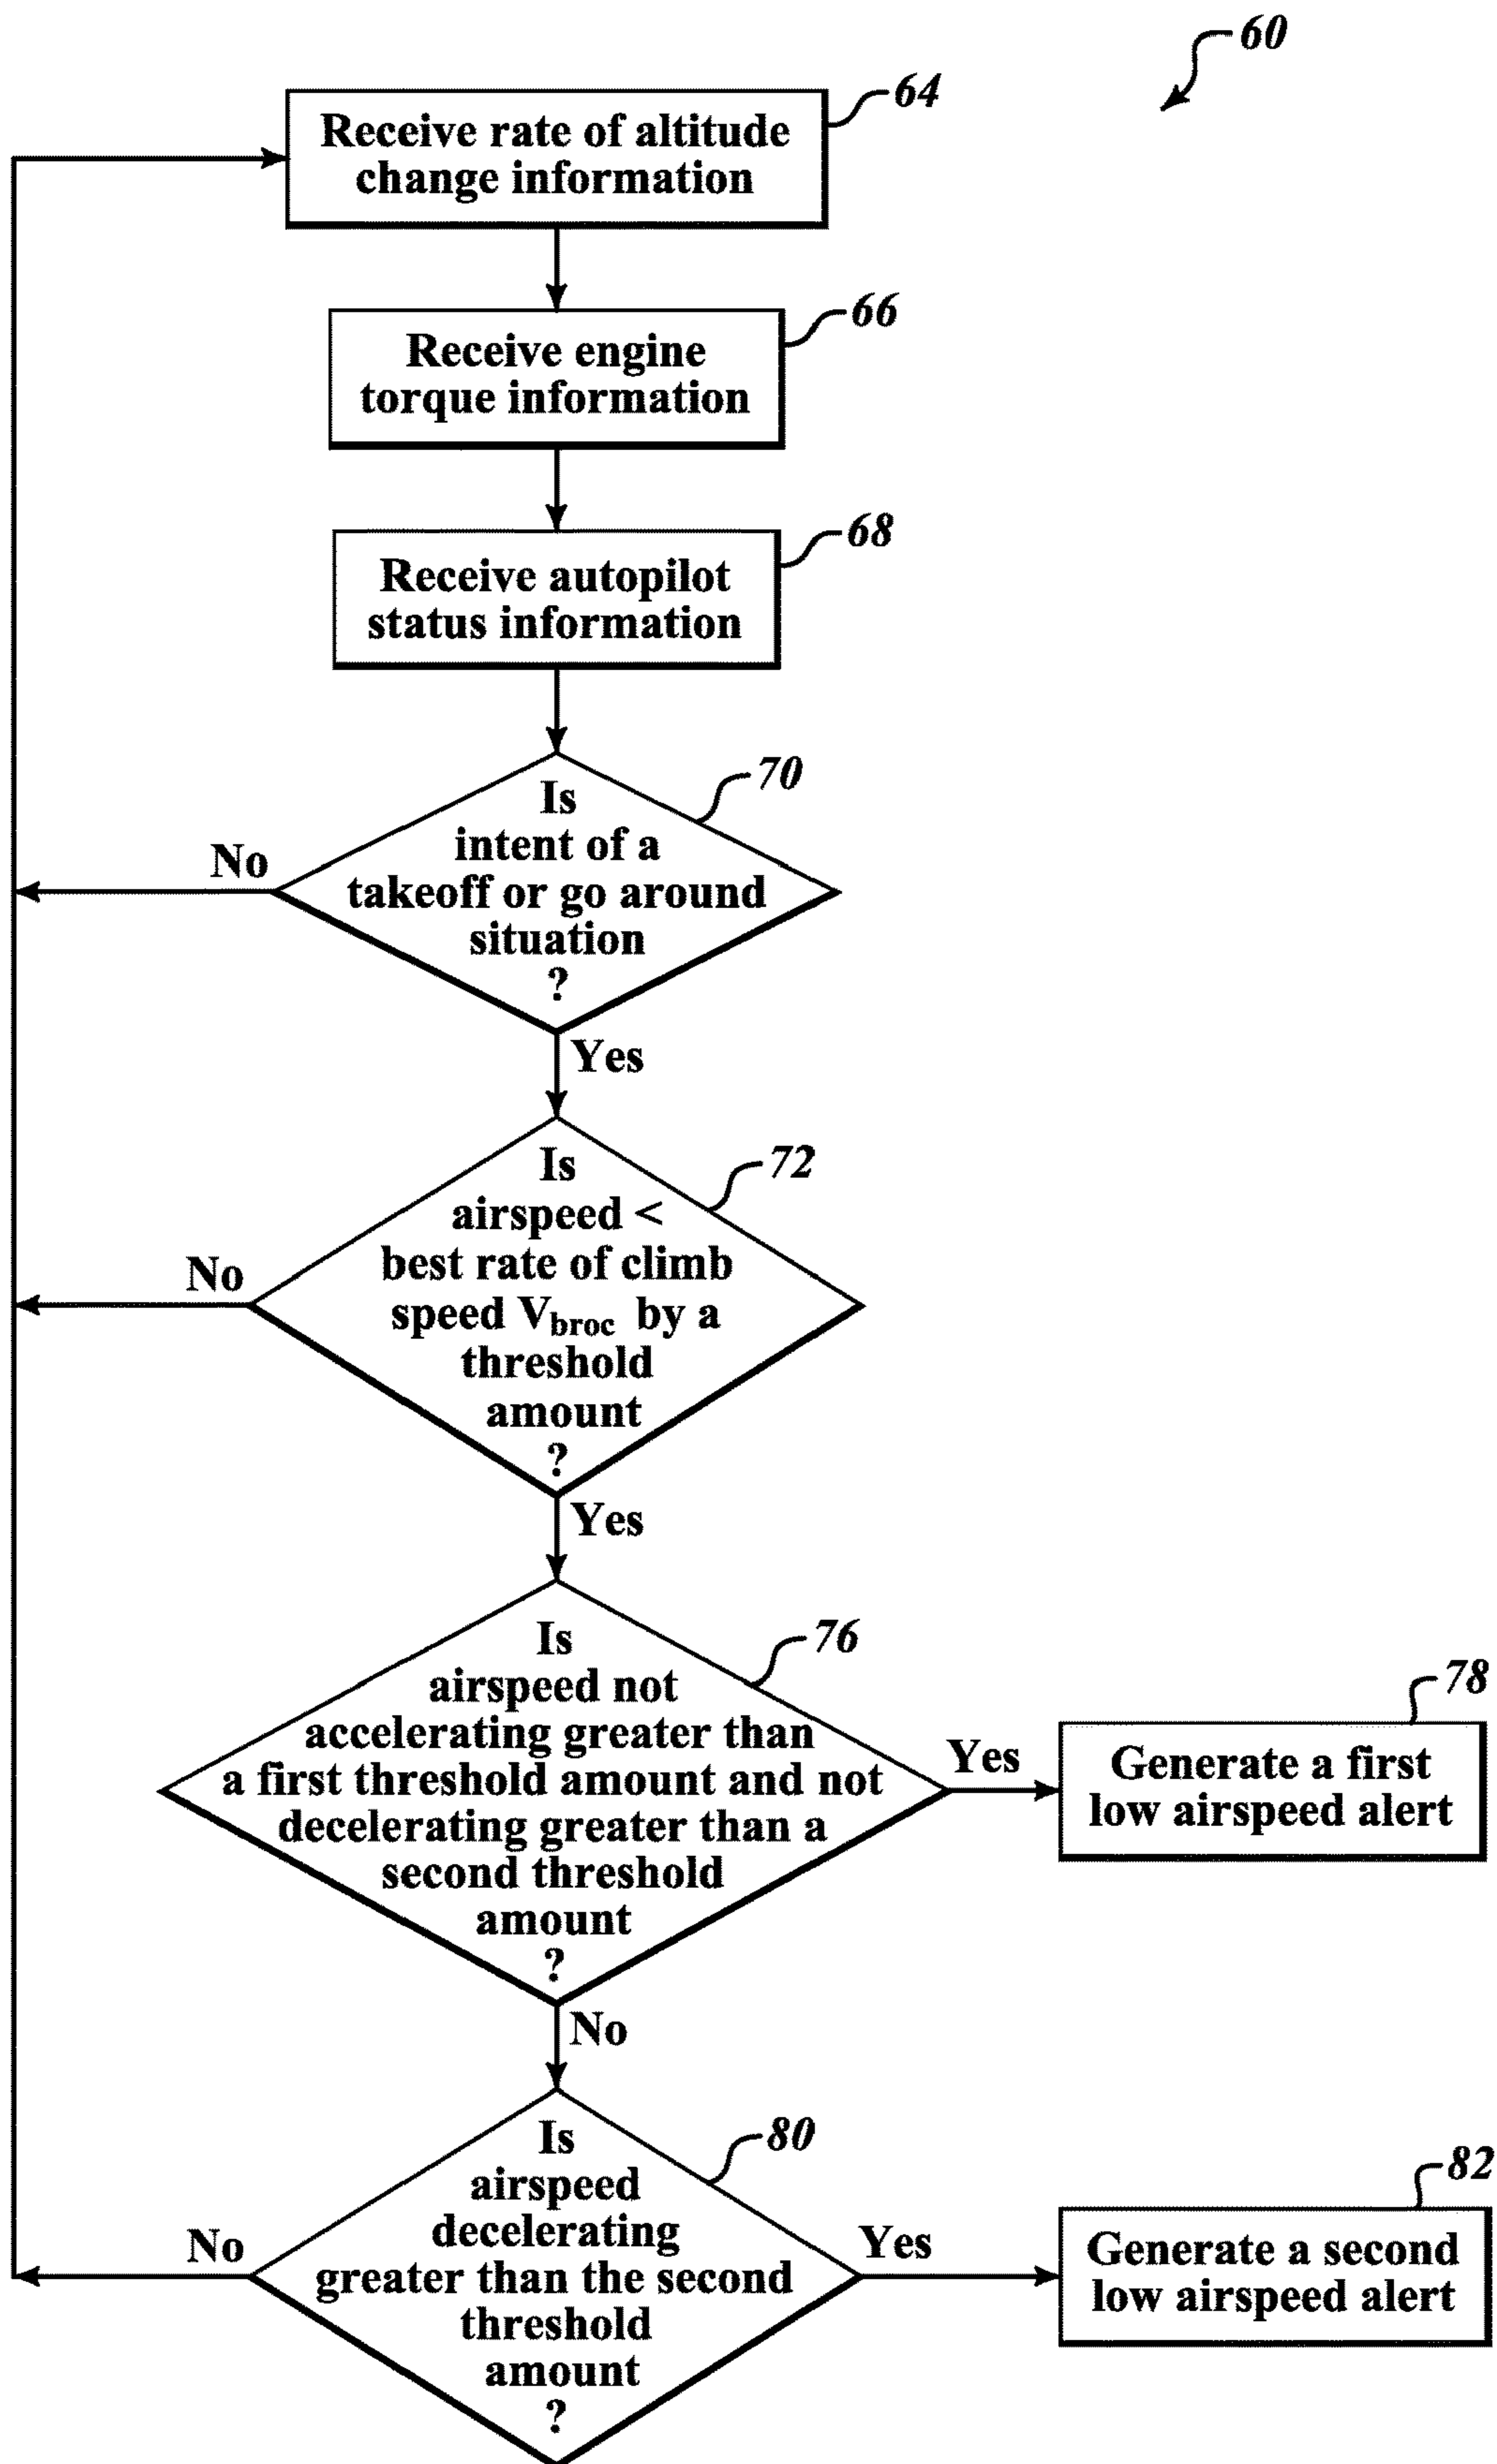 60
64
Receive rate of altitude
change information
66
Receive engine
torque information
68
Receive autopilot
status information
70
Is
intent of a
takeoff or go around
situation
?
No
Yes
72
Is
airspeed <
best rate of climb
speed Vbroc by a
threshold
amount
?
No
Yes
76
Is
airspeed not
accelerating greater than
a first threshold amount and not
decelerating greater than a
second threshold
amount
?
Yes
78
Generate a first
low airspeed alert
No
80
Is
airspeed
decelerating
greater than the second
threshold
amount
?
No
Yes
82
Generate a second
low airspeed alert